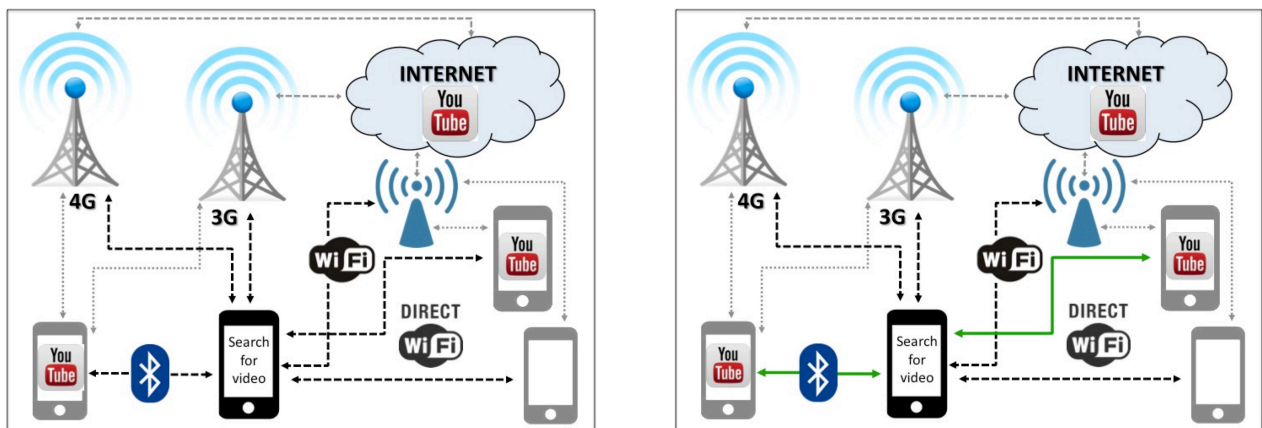 INTERNET
You
Tube
4G
3G
Wi Fi
You
Tube
DIRECT
Wi Fi
You
Tube
Search
for
video
INTERNET
You
Tube
4G
3G
Wi Fi
You
Tube
DIRECT
Wi Fi
You
Tube
Search
for
video